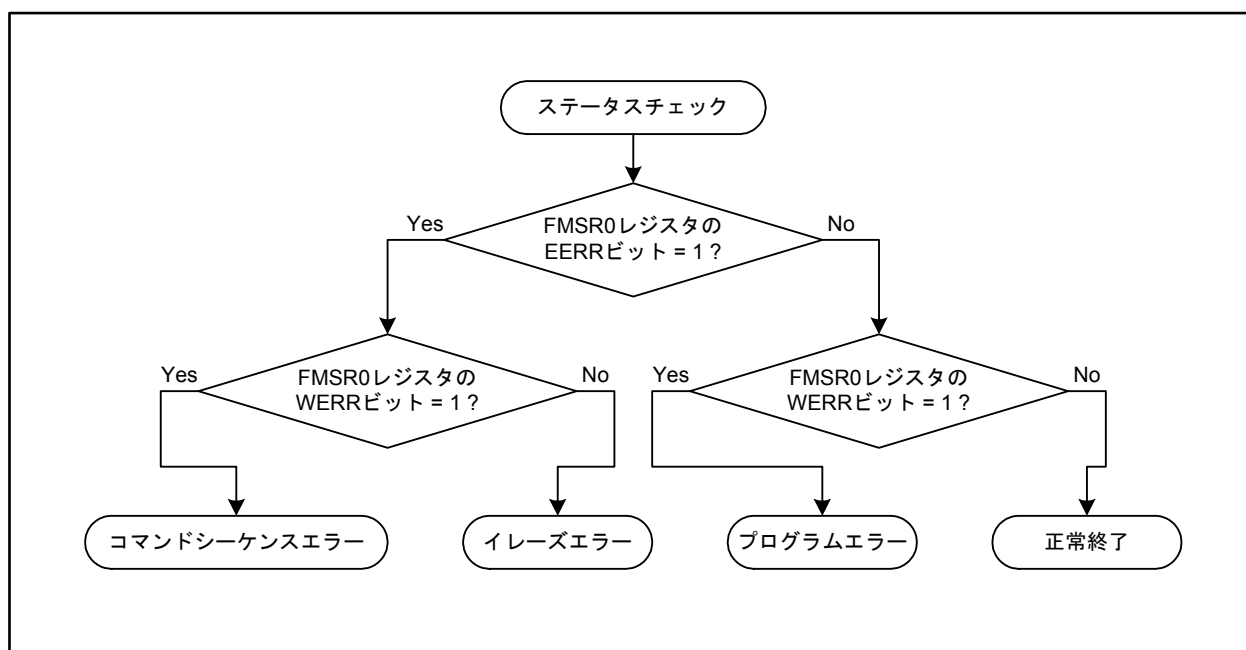 ステータスチェック
Yes
FMSR0レジスタの
EERRビット = 1 ?
No
Yes
FMSR0レジスタの
WERRビット = 1 ?
No
Yes
FMSR0レジスタの
WERRビット = 1 ?
No
コマンドシーケンスエラー
イレーズエラー
プログラムエラー
正常終了